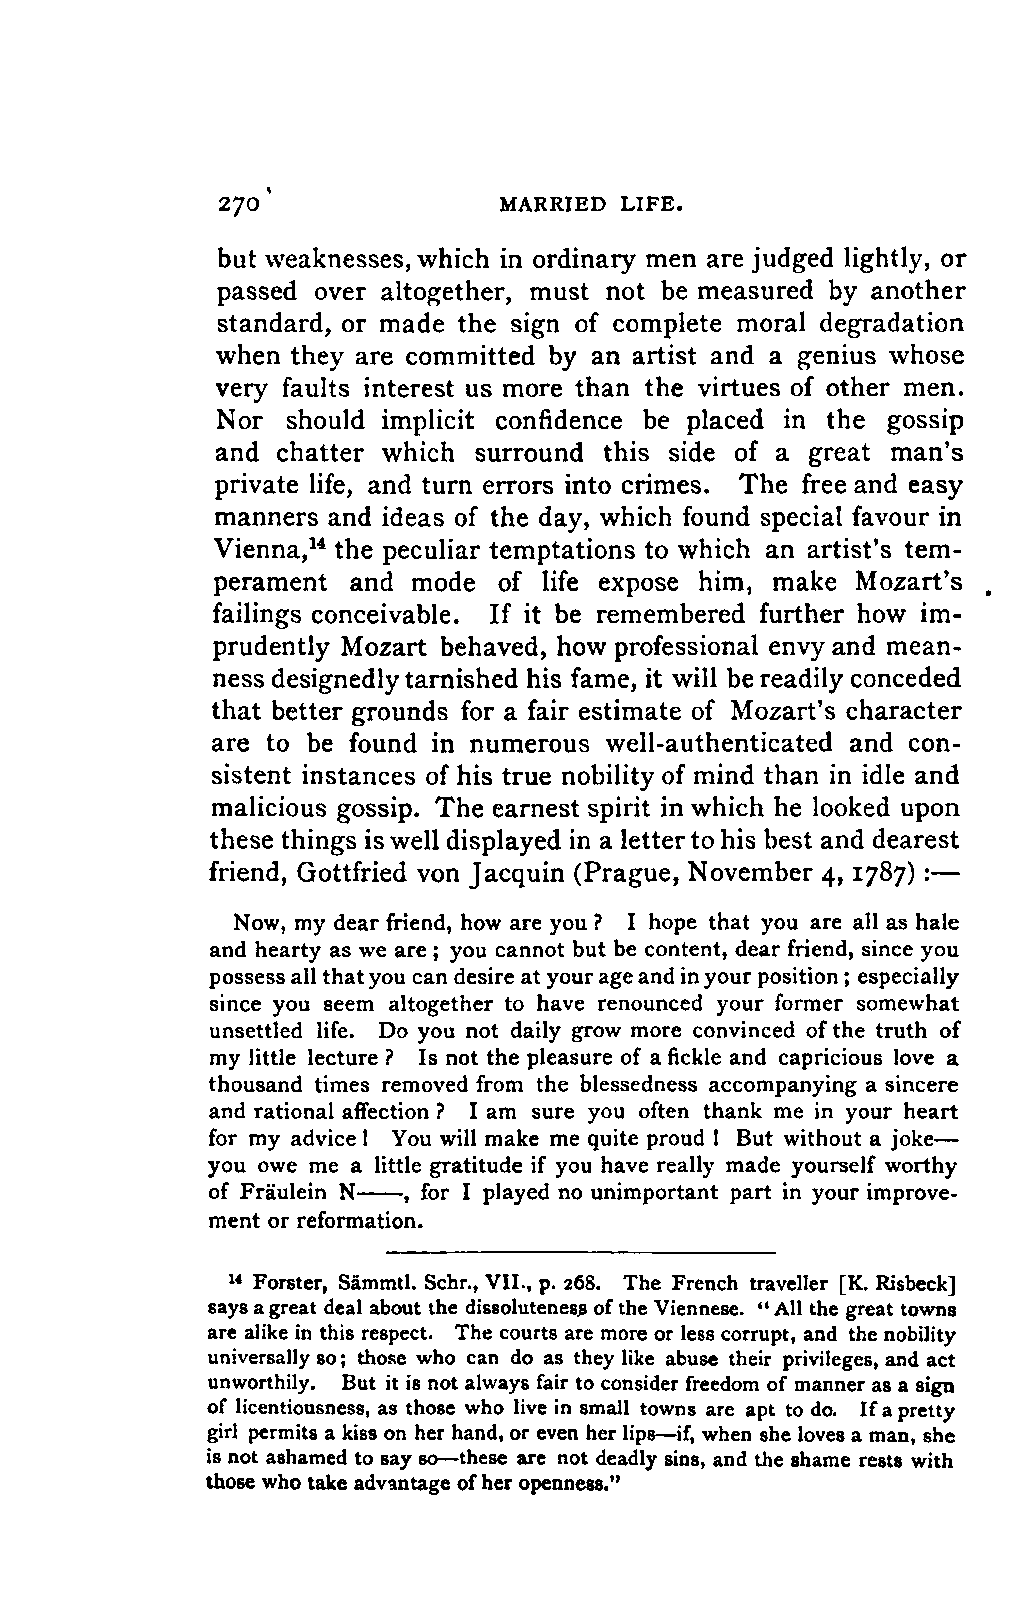 270 MARRIED LIFE.
but weaknesses, which in ordinary men are judged lightly, or
passed over altogether, must not be measured by another
standard, or made the sign of complete moral degradation
when they are committed by an artist and a genius whose
very faults interest us more than the virtues of other men.
Nor should implicit confidence be placed in the gossip
and chatter which surround this side of a great man's
private life, and turn errors into crimes. The free and easy
manners and ideas of the day, which found special favour in
Vienna,¹⁴ the peculiar temptations to which an artist's tem-
perament and mode of life expose him, make Mozart's
failings conceivable. If it be remembered further how im-
prudently Mozart behaved, how professional envy and mean-
ness designedly tarnished his fame, it will be readily conceded
that better grounds for a fair estimate of Mozart's character
are to be found in numerous well-authenticated and con-
sistent instances of his true nobility of mind than in idle and
malicious gossip. The earnest spirit in which he looked upon
these things is well displayed in a letter to his best and dearest
friend, Gottfried von Jacquin (Prague, November 4, 1787) :—
Now, my dear friend, how are you ? I hope that you are all as hale
and hearty as we are ; you cannot but be content, dear friend, since you
possess all that you can desire at your age and in your position ; especially
since you seem altogether to have renounced your former somewhat
unsettled life. Do you not daily grow more convinced of the truth of
my little lecture ? Is not the pleasure of a fickle and capricious love a
thousand times removed from the blessedness accompanying a sincere
and rational affection ? I am sure you often thank me in your heart
for my advice ! You will make me quite proud ! But without a joke—
you owe me a little gratitude if you have really made yourself worthy
of Fräulein N——, for I played no unimportant part in your improve-
ment or reformation.
¹⁴ Forster, Sämmtl. Schr., VII., p. 268. The French traveller [K. Risbeck]
says a great deal about the dissoluteness of the Viennese. "All the great towns
are alike in this respect. The courts are more or less corrupt, and the nobility
universally so; those who can do as they like abuse their privileges, and act
unworthily. But it is not always fair to consider freedom of manner as a sign
of licentiousness, as those who live in small towns are apt to do. If a pretty
girl permits a kiss on her hand, or even her lips—if, when she loves a man, she
is not ashamed to say so—these are not deadly sins, and the shame rests with
those who take advantage of her openness."